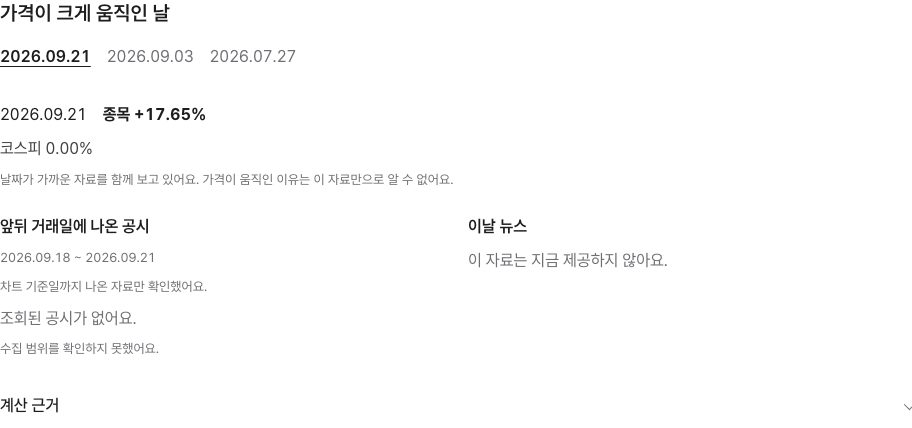 가격이 크게 움직인 날
2026.09.21 2026.09.03 2026.07.27
2026.09.21 종목 +17.65%
코스피 0.00%
날짜가 가까운 자료를 함께 보고 있어요. 가격이 움직인 이유는 이 자료만으로 알 수 없어요.
앞뒤 거래일에 나온 공시
2026.09.18 ~ 2026.09.21
차트 기준일까지 나온 자료만 확인했어요.
조회된 공시가 없어요.
수집 범위를 확인하지 못했어요.
이날 뉴스
이 자료는 지금 제공하지 않아요.
계산 근거